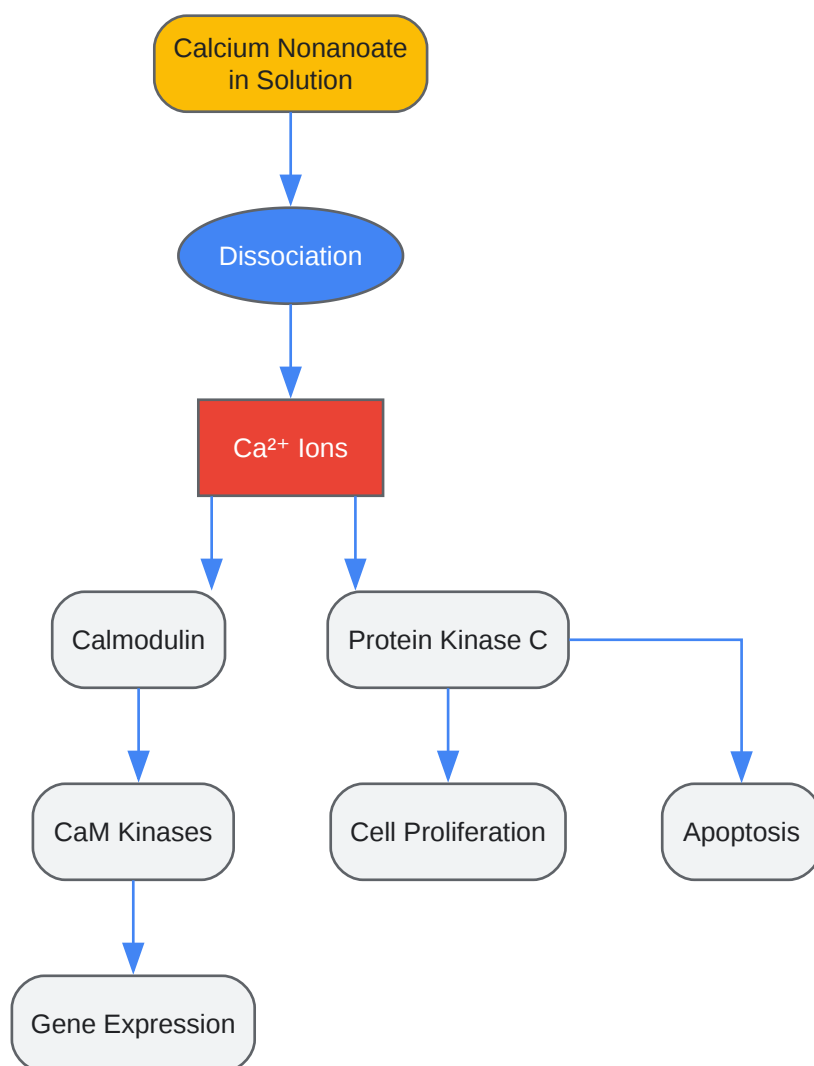 Calcium Nonanoate
in Solution
Dissociation
Ca²⁺ Ions
Calmodulin
Protein Kinase C
CaM Kinases
Cell Proliferation
Apoptosis
Gene Expression